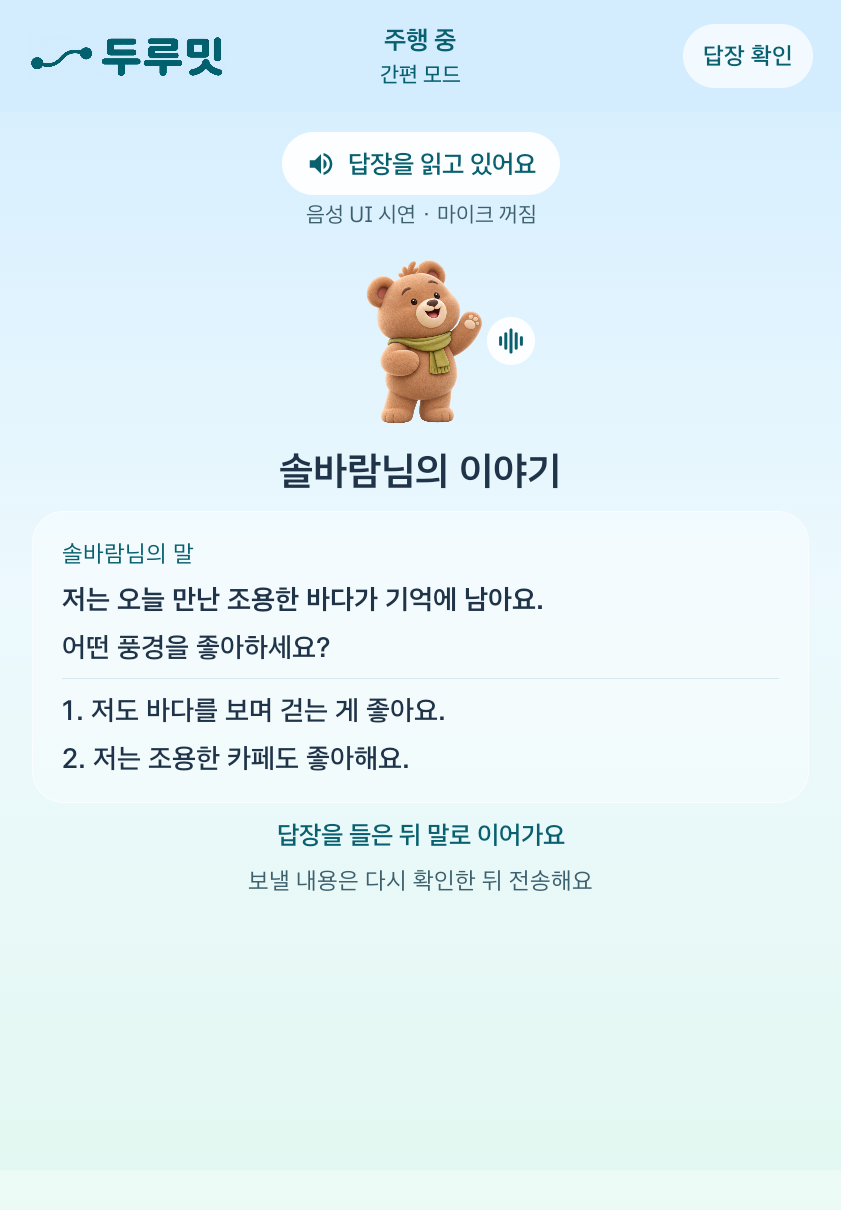 두루밋
주행 중
간편 모드
답장 확인
답장을 읽고 있어요
음성 UI 시연 · 마이크 꺼짐
솔바람님의 이야기
솔바람님의 말
저는 오늘 만난 조용한 바다가 기억에 남아요.
어떤 풍경을 좋아하세요?
1. 저도 바다를 보며 걷는 게 좋아요.
2. 저는 조용한 카페도 좋아해요.
답장을 들은 뒤 말로 이어가요
보낼 내용은 다시 확인한 뒤 전송해요